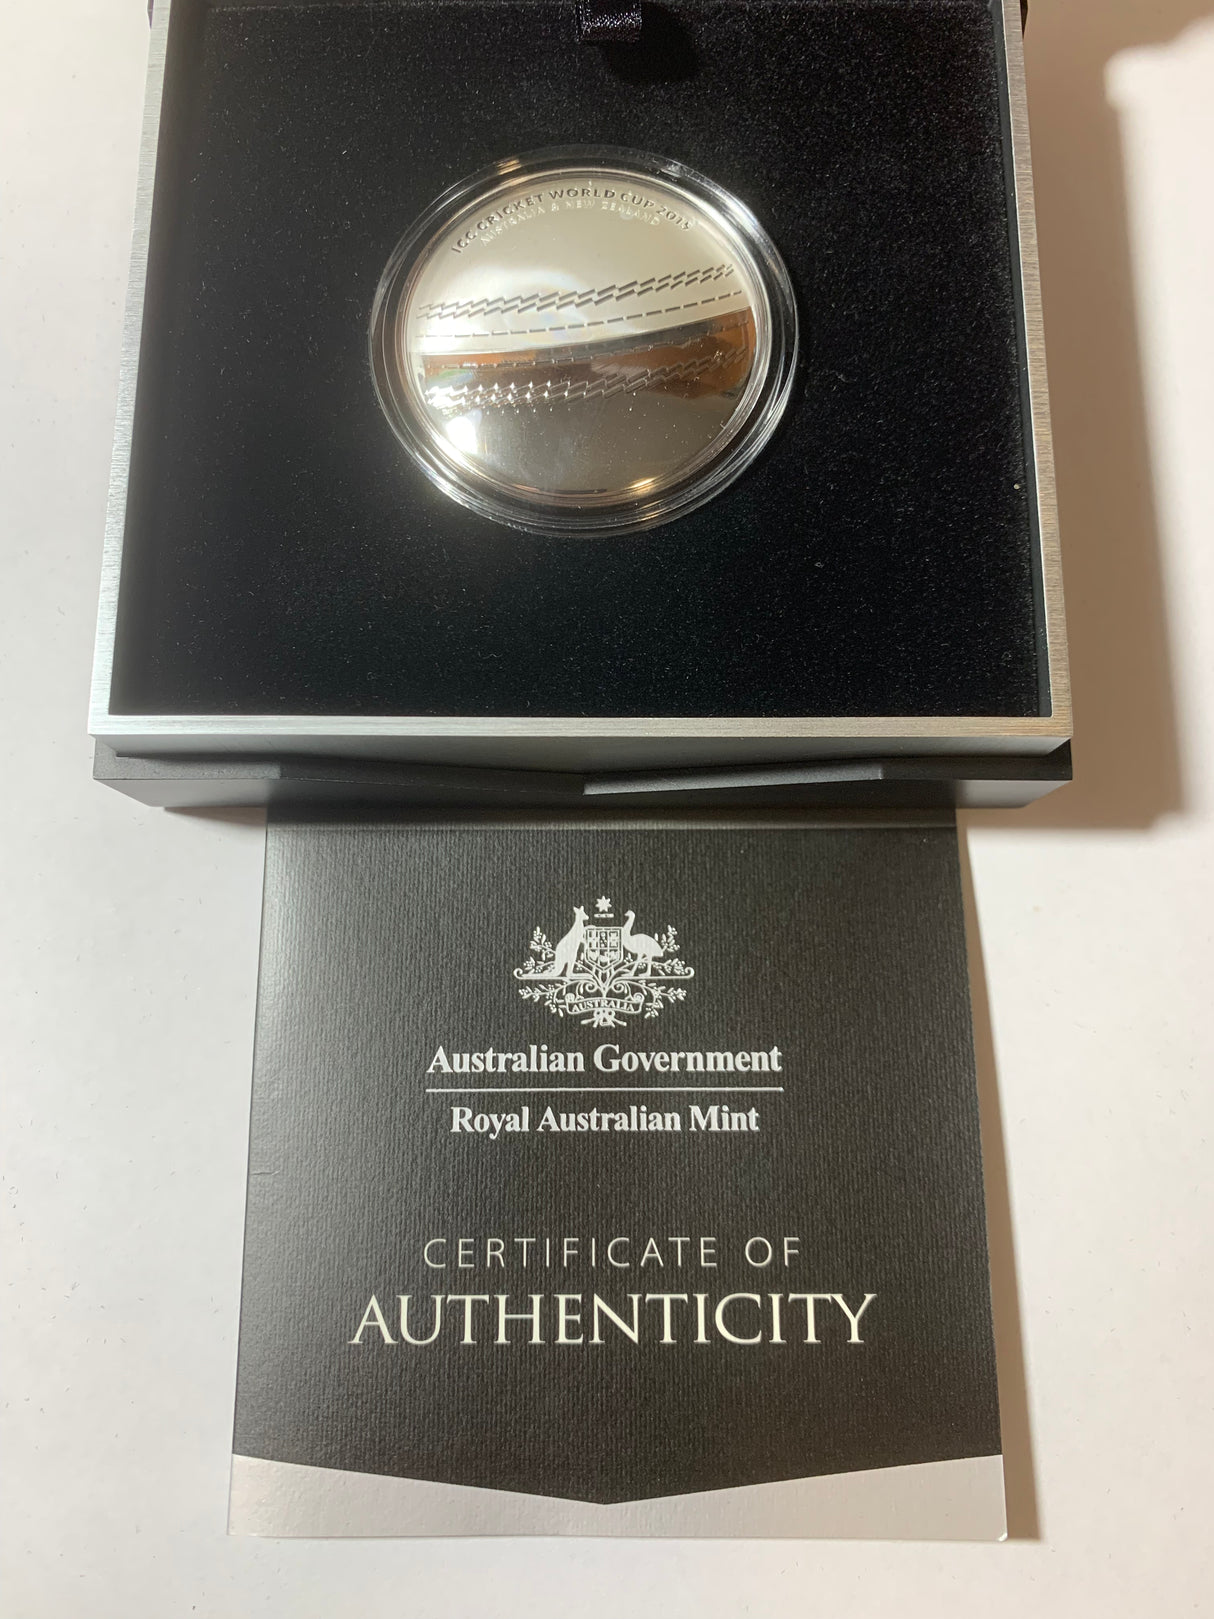 ICC CRICKET WORLD CUP 2015
AUSTRALIA & NEW ZEALAND
AUSTRALIA
Australian Government
Royal Australian Mint
CERTIFICATE OF
AUTHENTICITY